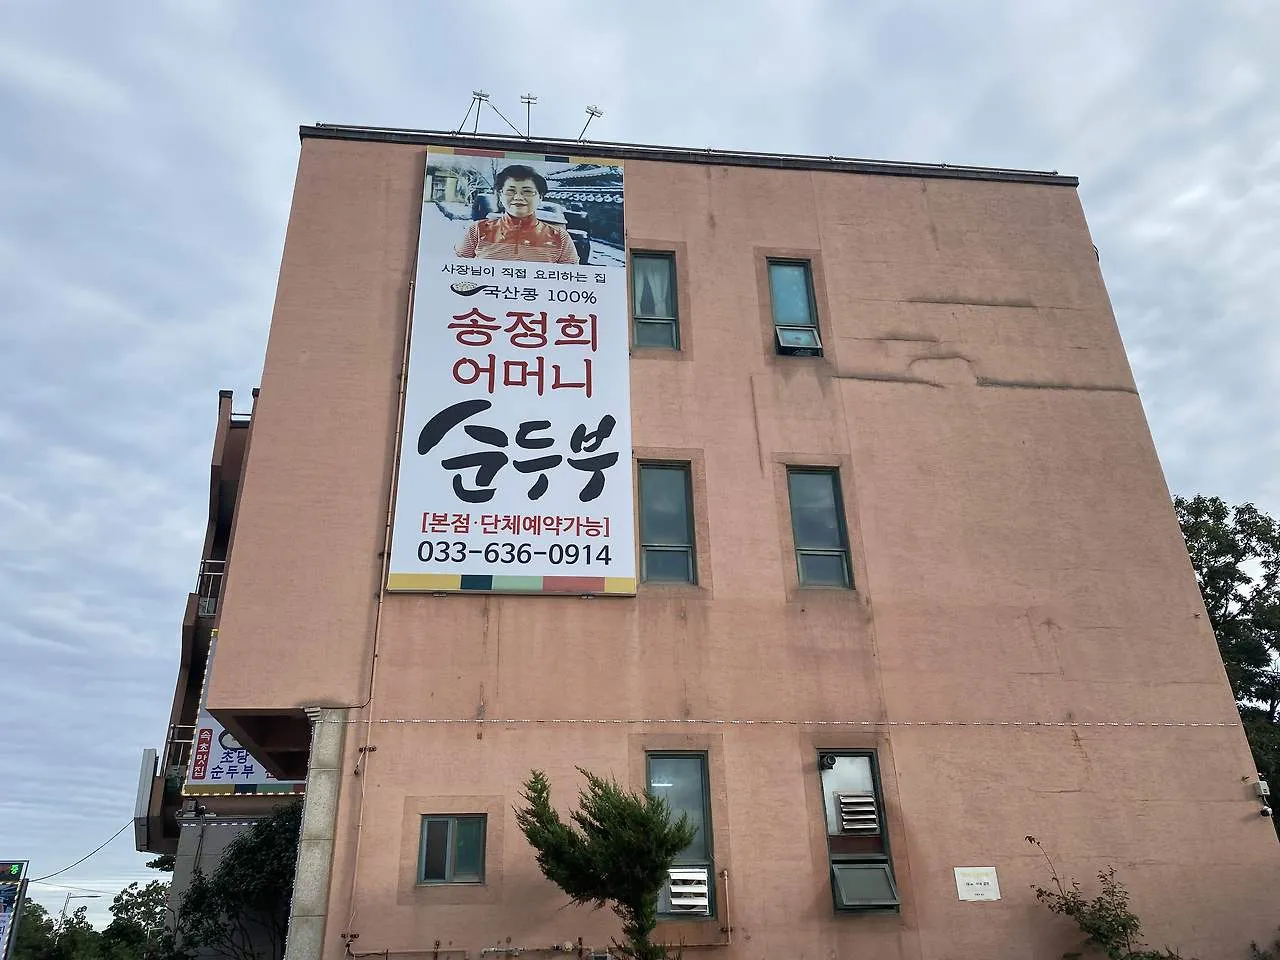 사장님이 직접 요리하는 집
국산콩 100%
송정희
어머니
순두부
[본점·단체예약가능]
033-636-0914
속초맛집
초당
순두부